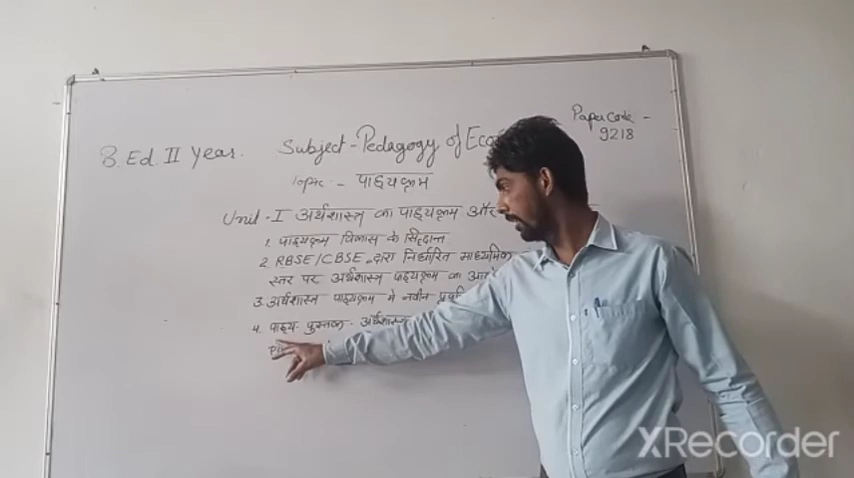 B.Ed. II Year. Subject - Pedagogy of
Paper Code -
9218
Topic - पाठ्यक्रम
Unit - I अर्थशास्त्र का पाठ्यक्रम और
1. पाठ्यक्रम विकास के सिद्धान्त
2. RBSE/CBSE द्वारा निर्धारित माध्यमिक
स्तर पर अर्थशास्त्र पाठ्यक्रम का
3. अर्थशास्त्र पाठ्यक्रम में नवीन
4. पाठ्य-पुस्तक - अर्थशास्त्र
XRecorder